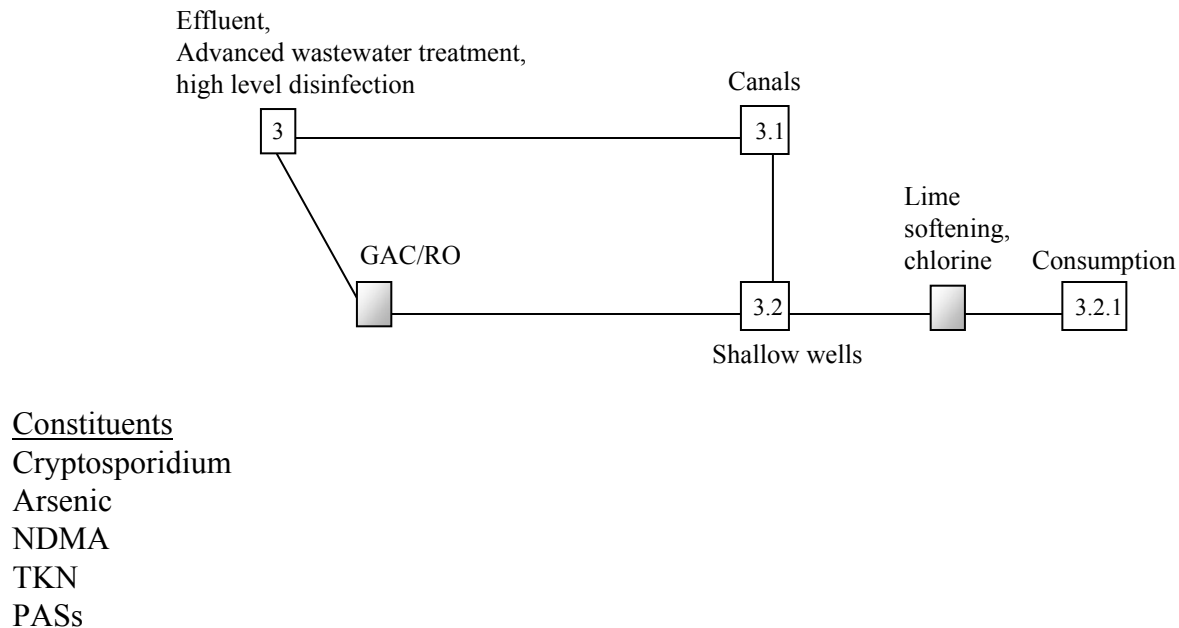 Effluent,
Advanced wastewater treatment,
high level disinfection
Canals
3
3.1
Lime
softening,
chlorine
Consumption
GAC/RO
3.2
3.2.1
Shallow wells
Constituents
Cryptosporidium
Arsenic
NDMA
TKN
PASs